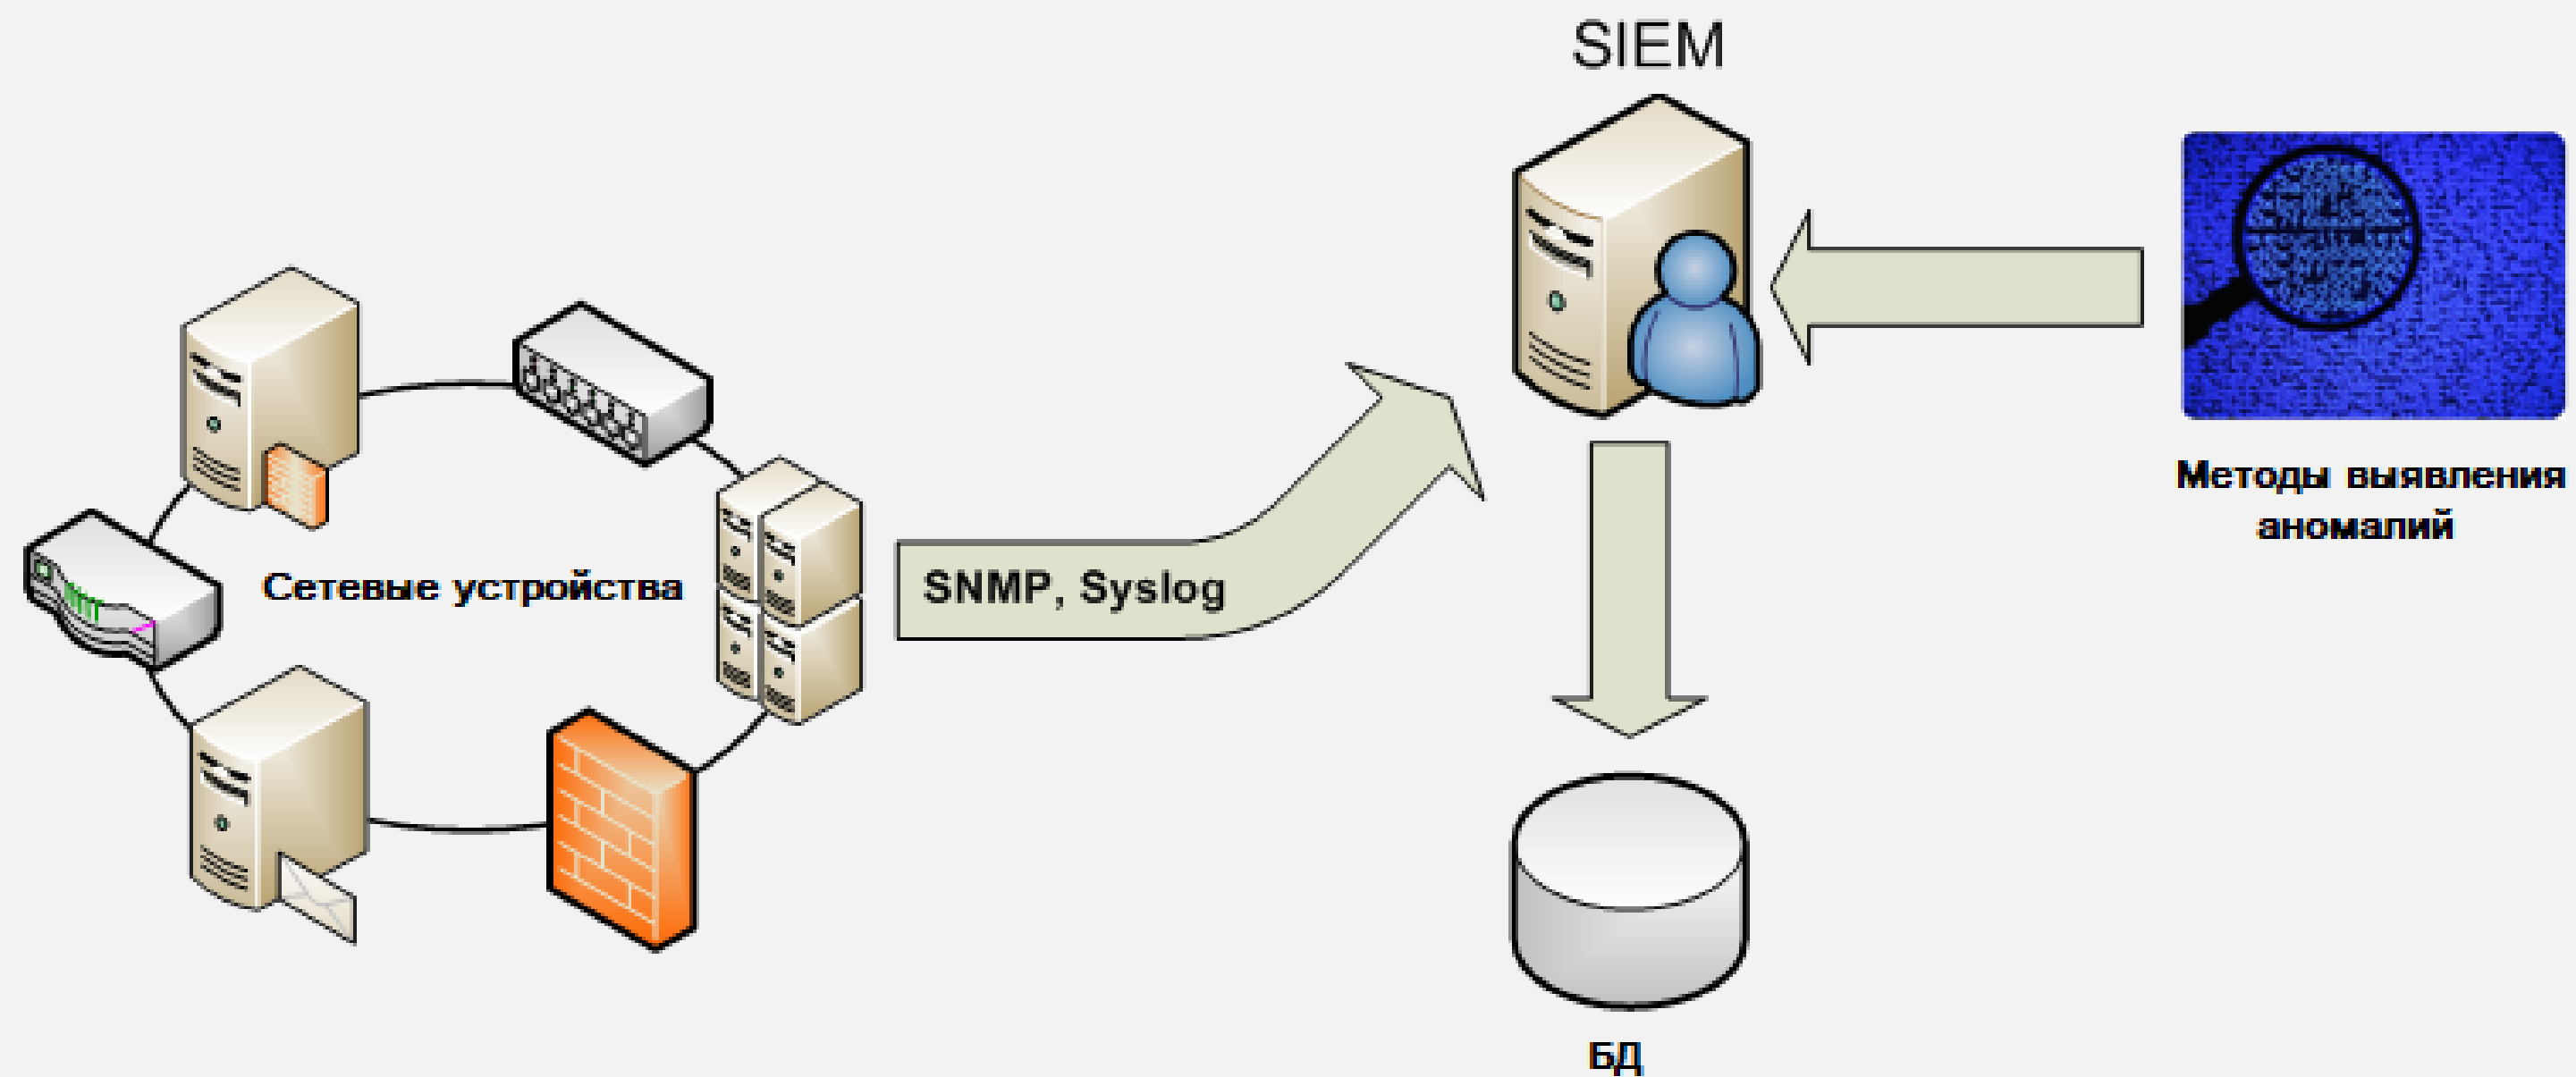 SIEM
Сетевые устройства
SNMP, Syslog
Методы выявления
аномалий
БД